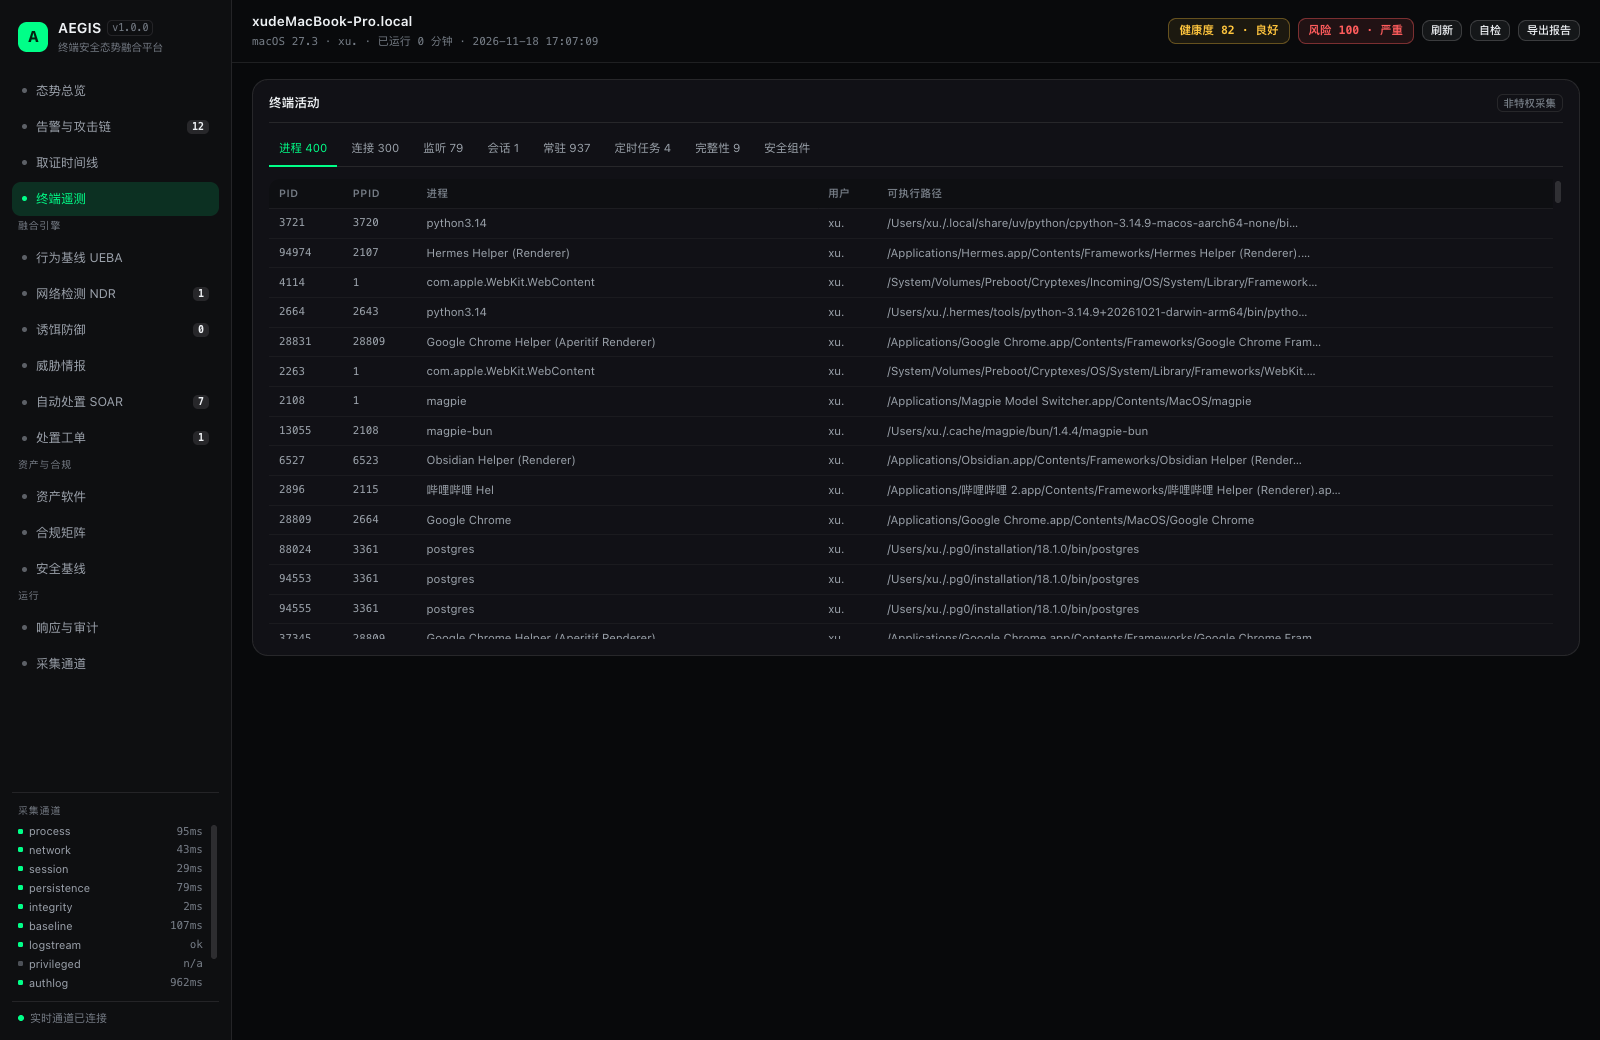 A
AEGIS v1.0.0
终端安全态势融合平台
态势总览
告警与攻击链 12
取证时间线
终端遥测
融合引擎
行为基线 UEBA
网络检测 NDR 1
诱饵防御 0
威胁情报
自动处置 SOAR 7
处置工单 1
资产与合规
资产软件
合规矩阵
安全基线
运行
响应与审计
采集通道
采集通道
process 95ms
network 43ms
session 29ms
persistence 79ms
integrity 2ms
baseline 107ms
logstream ok
privileged n/a
authlog 962ms
实时通道已连接
xudeMacBook-Pro.local
macOS 27.3 · xu. · 已运行 0 分钟 · 2026-11-18 17:07:09
健康度 82 · 良好 风险 100 · 严重 刷新 自检 导出报告
终端活动 非特权采集
进程 400 连接 300 监听 79 会话 1 常驻 937 定时任务 4 完整性 9 安全组件
PID PPID 进程 用户 可执行路径
3721 3720 python3.14 xu. /Users/xu./.local/share/uv/python/cpython-3.14.9-macos-aarch64-none/bi...
94974 2107 Hermes Helper (Renderer) xu. /Applications/Hermes.app/Contents/Frameworks/Hermes Helper (Renderer)....
4114 1 com.apple.WebKit.WebContent xu. /System/Volumes/Preboot/Cryptexes/Incoming/OS/System/Library/Framework...
2664 2643 python3.14 xu. /Users/xu./.hermes/tools/python-3.14.9+20261021-darwin-arm64/bin/pytho...
28831 28809 Google Chrome Helper (Aperitif Renderer) xu. /Applications/Google Chrome.app/Contents/Frameworks/Google Chrome Fram...
2263 1 com.apple.WebKit.WebContent xu. /System/Volumes/Preboot/Cryptexes/OS/System/Library/Frameworks/WebKit....
2108 1 magpie xu. /Applications/Magpie Model Switcher.app/Contents/MacOS/magpie
13055 2108 magpie-bun xu. /Users/xu./.cache/magpie/bun/1.4.4/magpie-bun
6527 6523 Obsidian Helper (Renderer) xu. /Applications/Obsidian.app/Contents/Frameworks/Obsidian Helper (Render...
2896 2115 哔哩哔哩 Hel xu. /Applications/哔哩哔哩 2.app/Contents/Frameworks/哔哩哔哩 Helper (Renderer).ap...
28809 2664 Google Chrome xu. /Applications/Google Chrome.app/Contents/MacOS/Google Chrome
88024 3361 postgres xu. /Users/xu./.pg0/installation/18.1.0/bin/postgres
94553 3361 postgres xu. /Users/xu./.pg0/installation/18.1.0/bin/postgres
94555 3361 postgres xu. /Users/xu./.pg0/installation/18.1.0/bin/postgres
37345 28809 Google Chrome Helper (Aperitif Renderer) xu. /Applications/Google Chrome.app/Contents/Frameworks/Google Chrome Fram